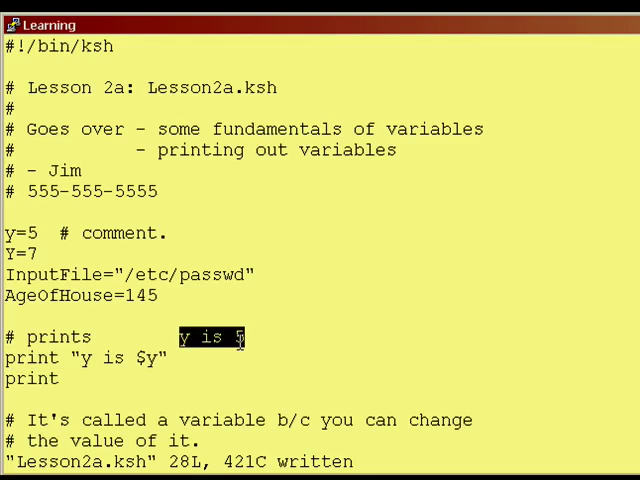 Learning
#!/bin/ksh
# Lesson 2a: Lesson2a.ksh
#
# Goes over - some fundamentals of variables
#           - printing out variables
# - Jim
# 555-555-5555
y=5  # comment.
Y=7
InputFile="/etc/passwd"
AgeOfHouse=145
# prints        y is 5
print "y is $y"
print
# It's called a variable b/c you can change
# the value of it.
"Lesson2a.ksh" 28L, 421C written